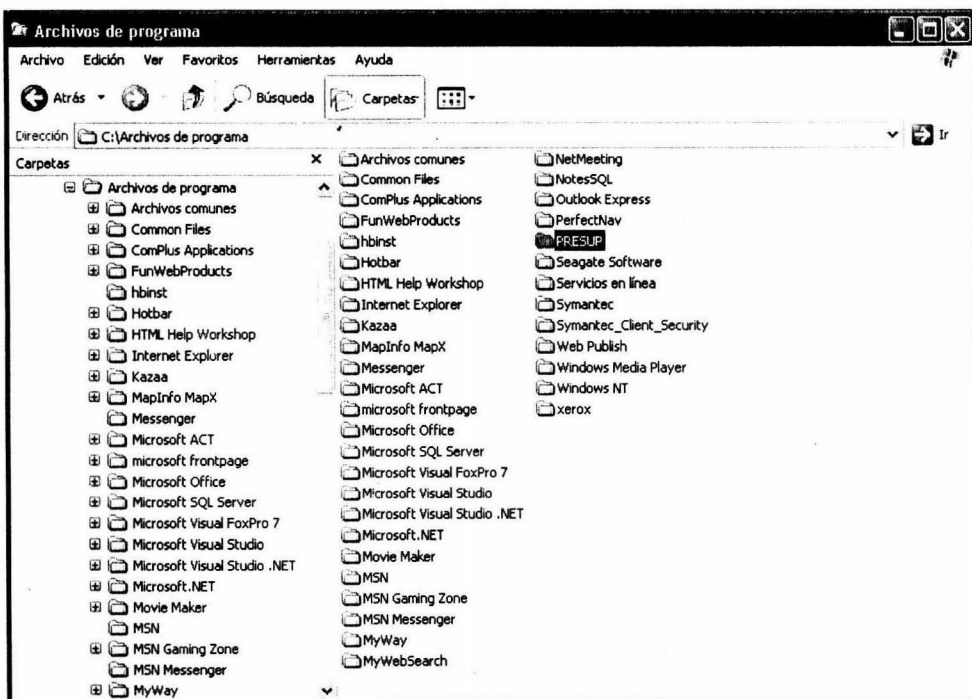 Archivos de programa
Archivo Edición Ver Favoritos Herramientas Ayuda
Atrás Búsqueda Carpetas
Dirección C:\Archivos de programa Ir
Carpetas
Archivos de programa
Archivos comunes
Common Files
ComPlus Applications
FunWebProducts
hbinst
Hotbar
HTML Help Workshop
Internet Explorer
Kazaa
MapInfo MapX
Messenger
Microsoft ACT
microsoft frontpage
Microsoft Office
Microsoft SQL Server
Microsoft Visual FoxPro 7
Microsoft Visual Studio
Microsoft Visual Studio .NET
Microsoft.NET
Movie Maker
MSN
MSN Gaming Zone
MSN Messenger
MyWay
Archivos comunes
Common Files
ComPlus Applications
FunWebProducts
hbinst
Hotbar
HTML Help Workshop
Internet Explorer
Kazaa
MapInfo MapX
Messenger
Microsoft ACT
microsoft frontpage
Microsoft Office
Microsoft SQL Server
Microsoft Visual FoxPro 7
Microsoft Visual Studio
Microsoft Visual Studio .NET
Microsoft.NET
Movie Maker
MSN
MSN Gaming Zone
MSN Messenger
MyWay
MyWebSearch
NetMeeting
NotesSQL
Outlook Express
PerfectNav
PRESUP
Seagate Software
Servicios en línea
Symantec
Symantec_Client_Security
Web Publish
Windows Media Player
Windows NT
xerox